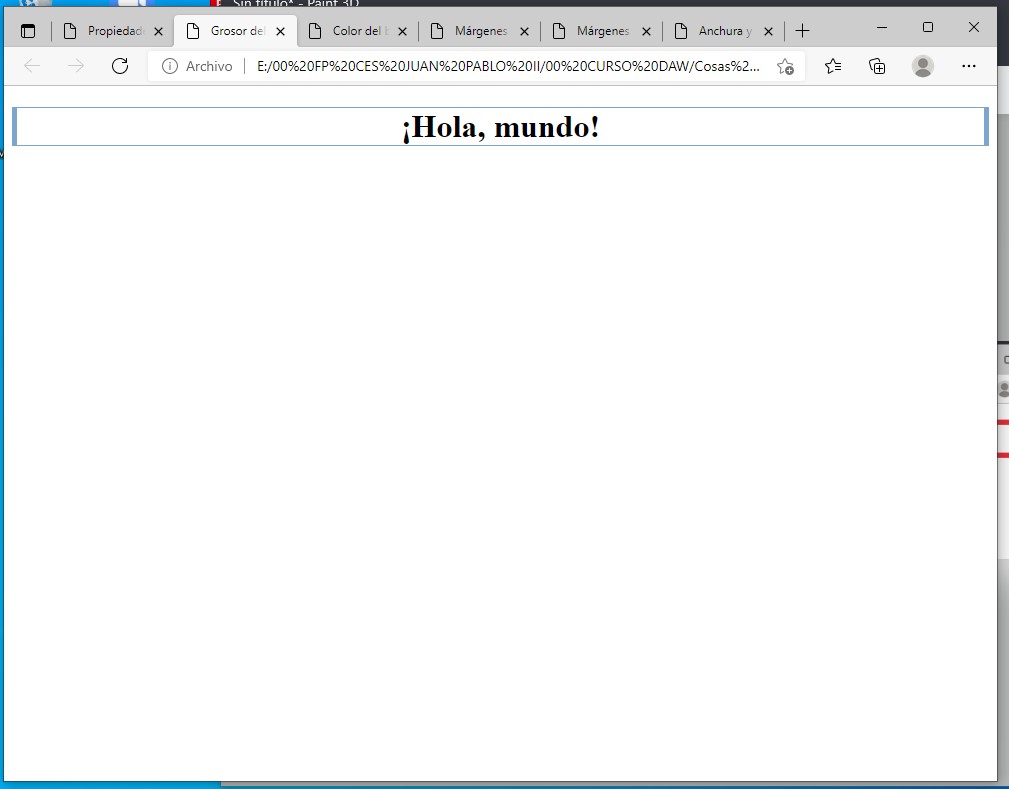 Sin título* - Paint 3D
Propiedad
Grosor del
Color del
Márgenes
Márgenes
Anchura y
Archivo
E:/00%20FP%20CES%20JUAN%20PABLO%20II/00%20CURSO%20DAW/Cosas%2...
¡Hola, mundo!